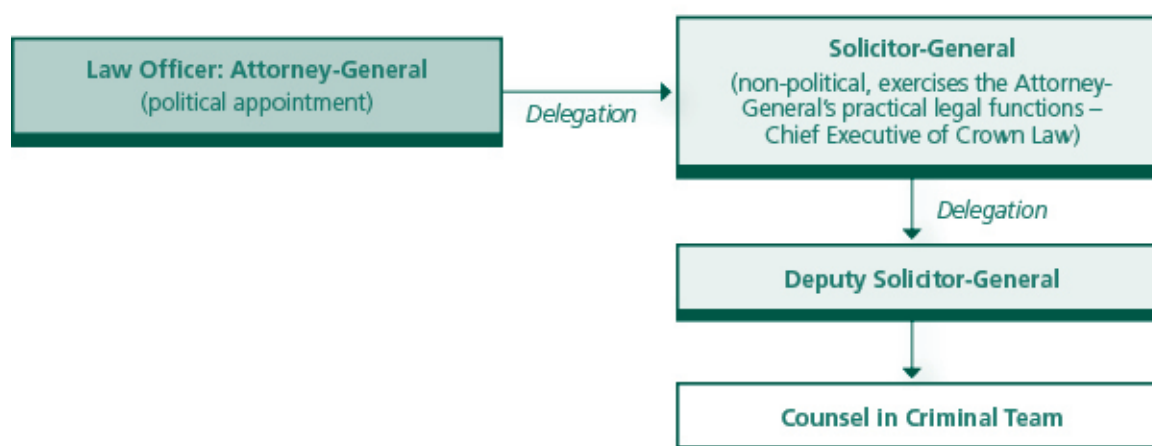 Law Officer: Attorney-General
(political appointment)
Delegation
Solicitor-General
(non-political, exercises the Attorney-
General's practical legal functions –
Chief Executive of Crown Law)
Delegation
Deputy Solicitor-General
Counsel in Criminal Team